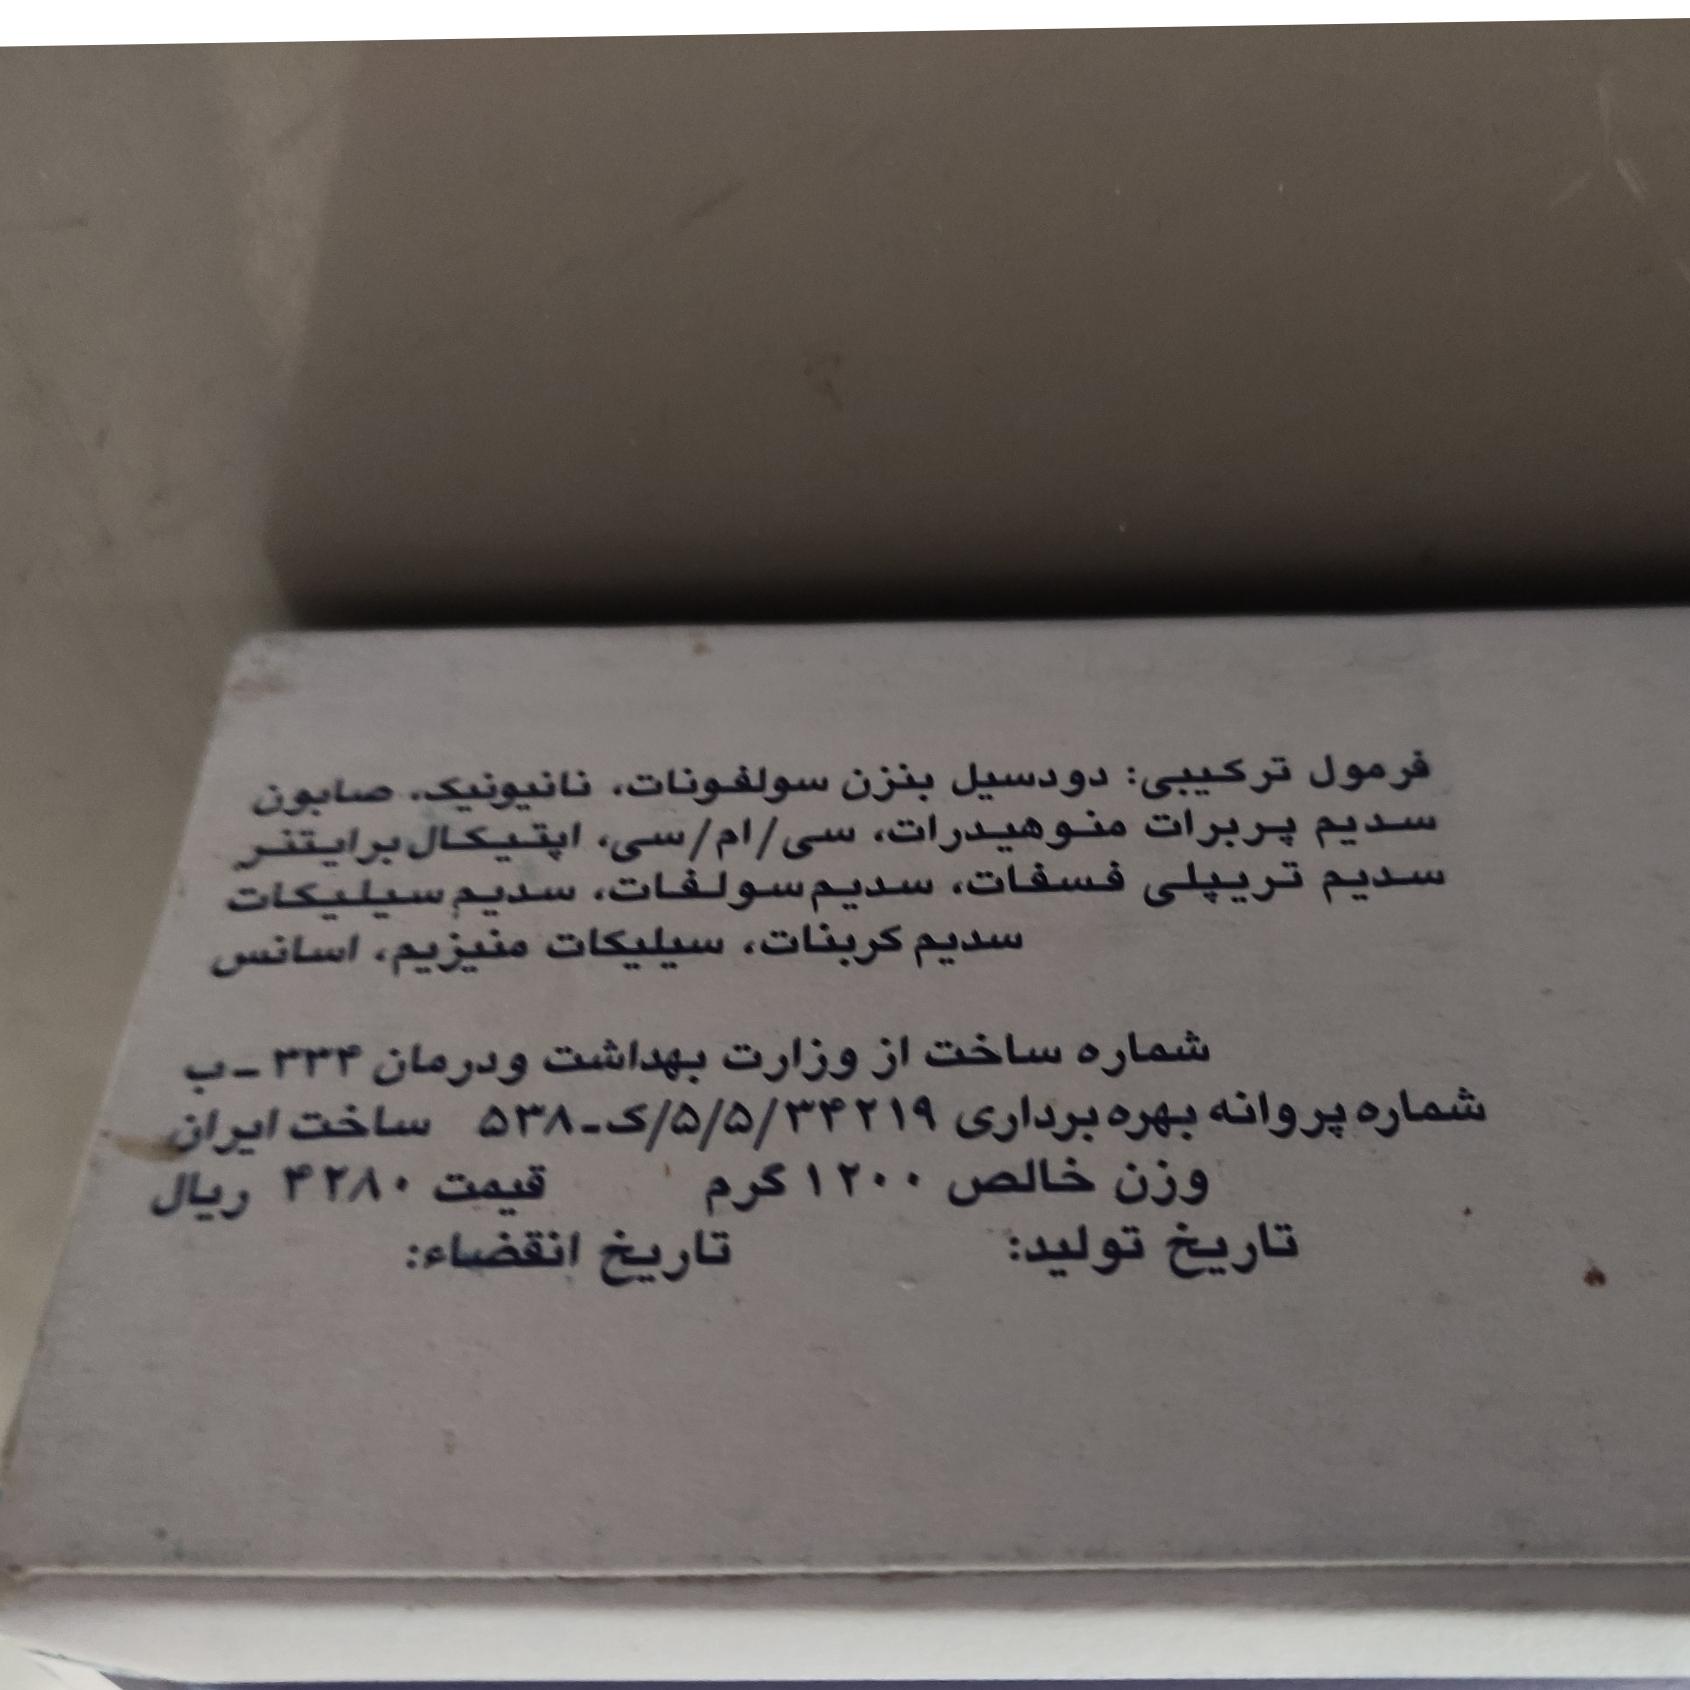 فرمول ترکیبی: دودسیل بنزن سولفونات، نانیونیک، صابون
سدیم پربرات منوهیدرات، سی/ام/سی، اپتیکال برایتنر
سدیم تریپلی فسفات، سدیم سولفات، سدیم سیلیکات
سدیم کربنات، سیلیکات منیزیم، اسانس
شماره ساخت از وزارت بهداشت ودرمان ۳۳۴ ـ ب
شماره پروانه بهره برداری ۳۴۲۱۹/۵/۵/ک ـ ۵۳۸ ساخت ایران
وزن خالص ۱۲۰۰ گرم قیمت ۴۲۸۰ ریال
تاریخ تولید: تاریخ انقضاء: